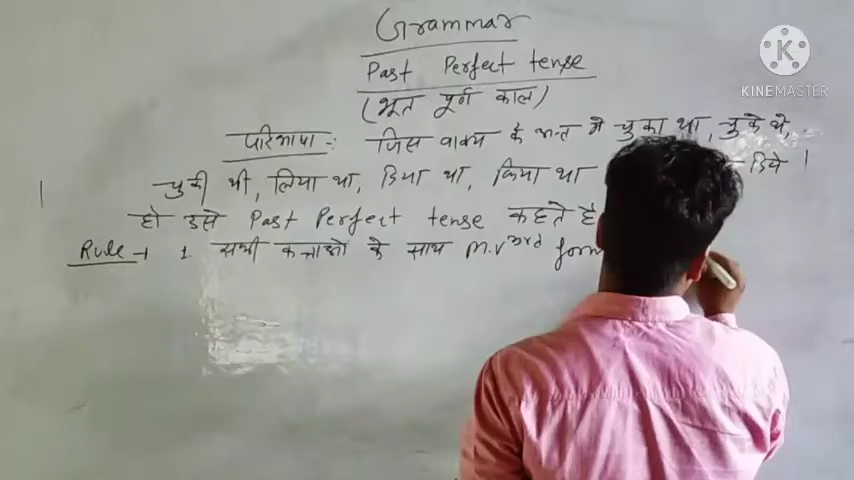 Grammar
Past Perfect tense
(भूत पूर्ण काल)
परिभाषा :- जिस वाक्य के अन्त में चुका था, चुके थे,
चुकी थी, लिया था, दिया था, किया था दिये ।
हो उसे Past Perfect tense कहते है
Rule → 1. सभी कर्त्ताओ के साथ M.V 3rd form
KINEMASTER